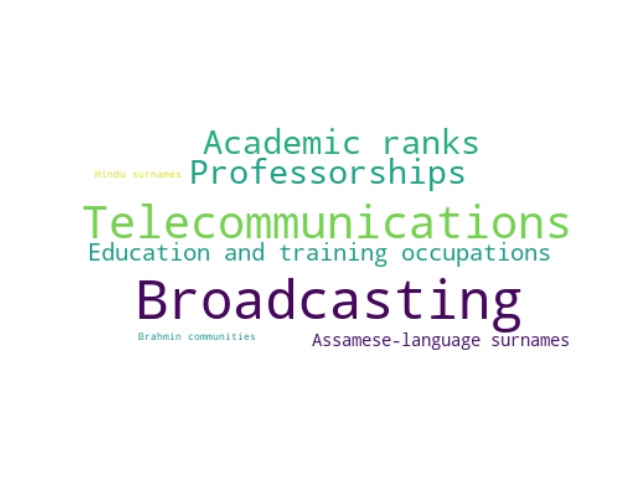 Academic ranks
Hindu surnames
Professorships
Telecommunications
Education and training occupations
Broadcasting
Brahmin communities
Assamese-language surnames